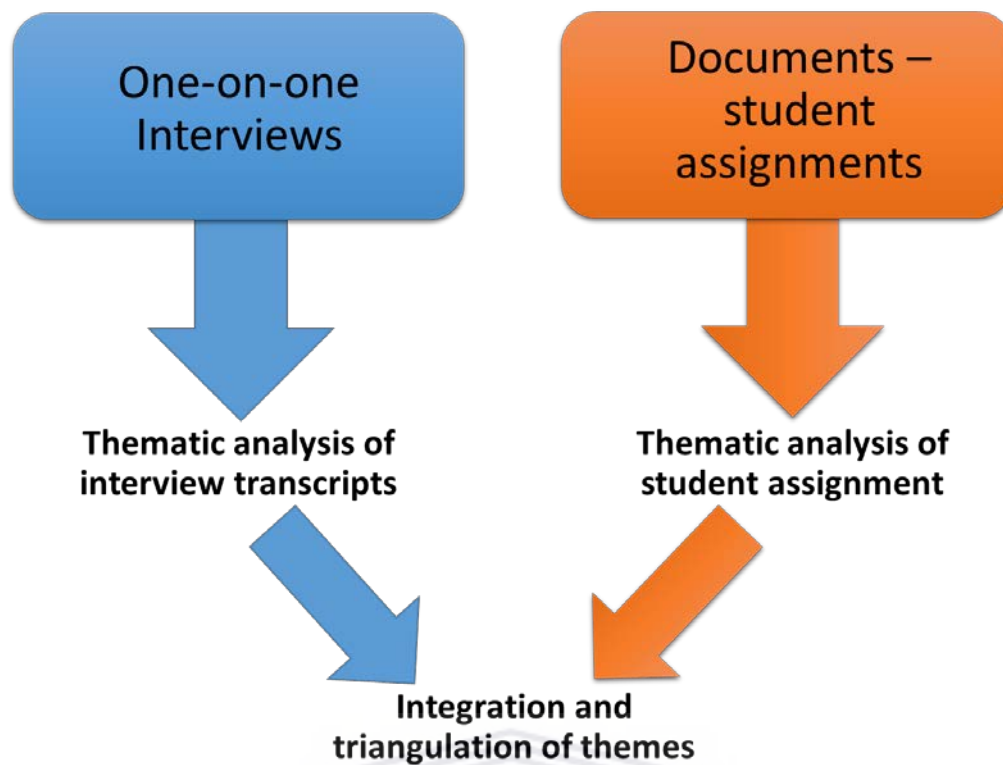 One-on-one
Interviews
Documents –
student
assignments
Thematic analysis of
interview transcripts
Thematic analysis of
student assignment
Integration and
triangulation of themes